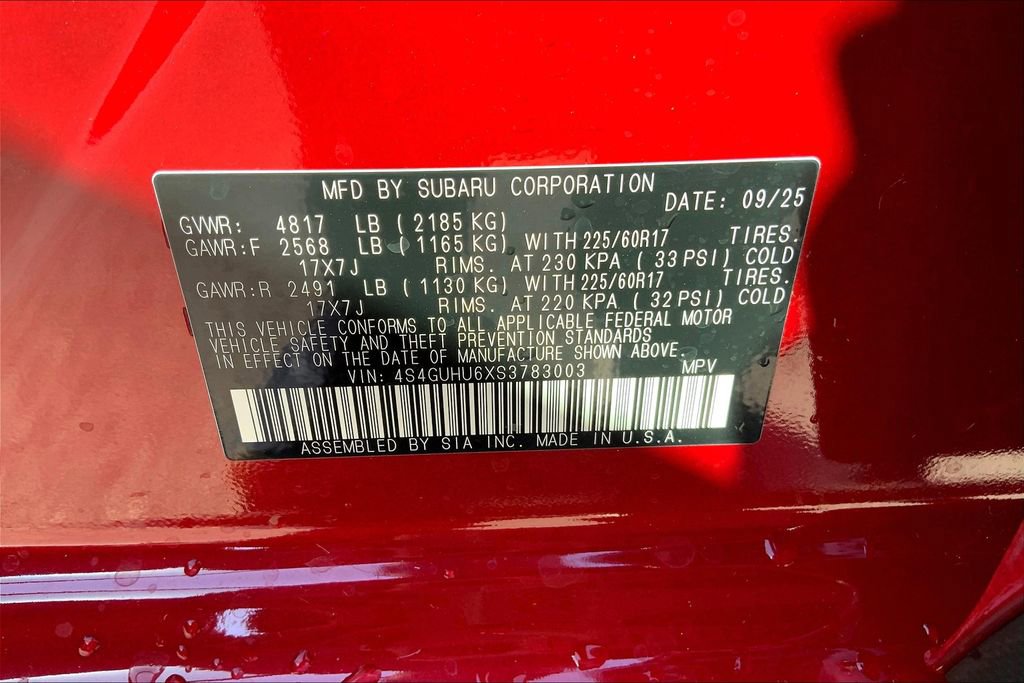 MFD BY SUBARU CORPORATION DATE: 09/25
GVWR: 4817 LB (2185 KG)
GAWR:F 2568 LB (1165 KG) WITH 225/60R17 TIRES.
17X7J RIMS. AT 230 KPA (33 PSI) COLD
GAWR:R 2491 LB (1130 KG) WITH 225/60R17 TIRES.
17X7J RIMS. AT 220 KPA (32 PSI) COLD
THIS VEHICLE CONFORMS TO ALL APPLICABLE FEDERAL MOTOR
VEHICLE SAFETY AND THEFT PREVENTION STANDARDS
IN EFFECT ON THE DATE OF MANUFACTURE SHOWN ABOVE.
VIN: 4S4GUHU6XS3783003 MPV
ASSEMBLED BY SIA INC. MADE IN U.S.A.